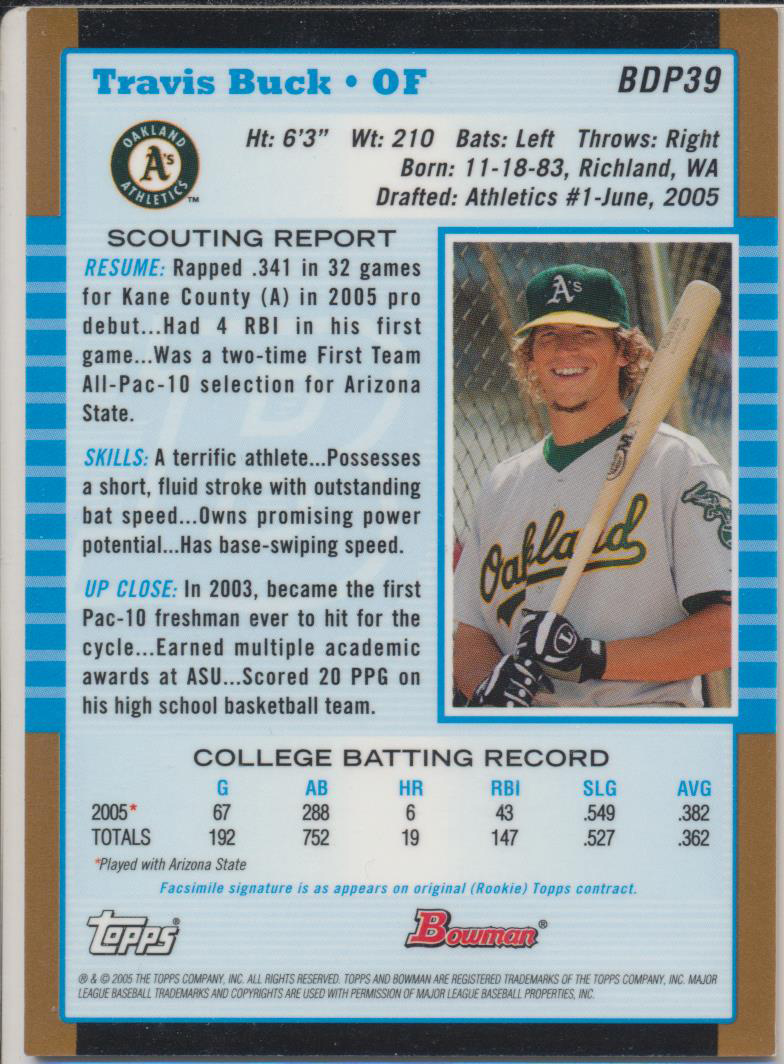 Travis Buck • OF
BDP39
OAKLAND
A's
ATHLETICS
TM
Ht: 6'3" Wt: 210 Bats: Left Throws: Right
Born: 11-18-83, Richland, WA
Drafted: Athletics #1-June, 2005
SCOUTING REPORT
RESUME: Rapped .341 in 32 games
for Kane County (A) in 2005 pro
debut...Had 4 RBI in his first
game...Was a two-time First Team
All-Pac-10 selection for Arizona
State.
SKILLS: A terrific athlete...Possesses
a short, fluid stroke with outstanding
bat speed...Owns promising power
potential...Has base-swiping speed.
UP CLOSE: In 2003, became the first
Pac-10 freshman ever to hit for the
cycle...Earned multiple academic
awards at ASU...Scored 20 PPG on
his high school basketball team.
A's
M
Oakland
L
COLLEGE BATTING RECORD
G AB HR RBI SLG AVG
2005* 67 288 6 43 .549 .382
TOTALS 192 752 19 147 .527 .362
*Played with Arizona State
Facsimile signature is as appears on original (Rookie) Topps contract.
Topps®
Bowman®
® & © 2005 THE TOPPS COMPANY, INC. ALL RIGHTS RESERVED. TOPPS AND BOWMAN ARE REGISTERED TRADEMARKS OF THE TOPPS COMPANY, INC. MAJOR
LEAGUE BASEBALL TRADEMARKS AND COPYRIGHTS ARE USED WITH PERMISSION OF MAJOR LEAGUE BASEBALL PROPERTIES, INC.